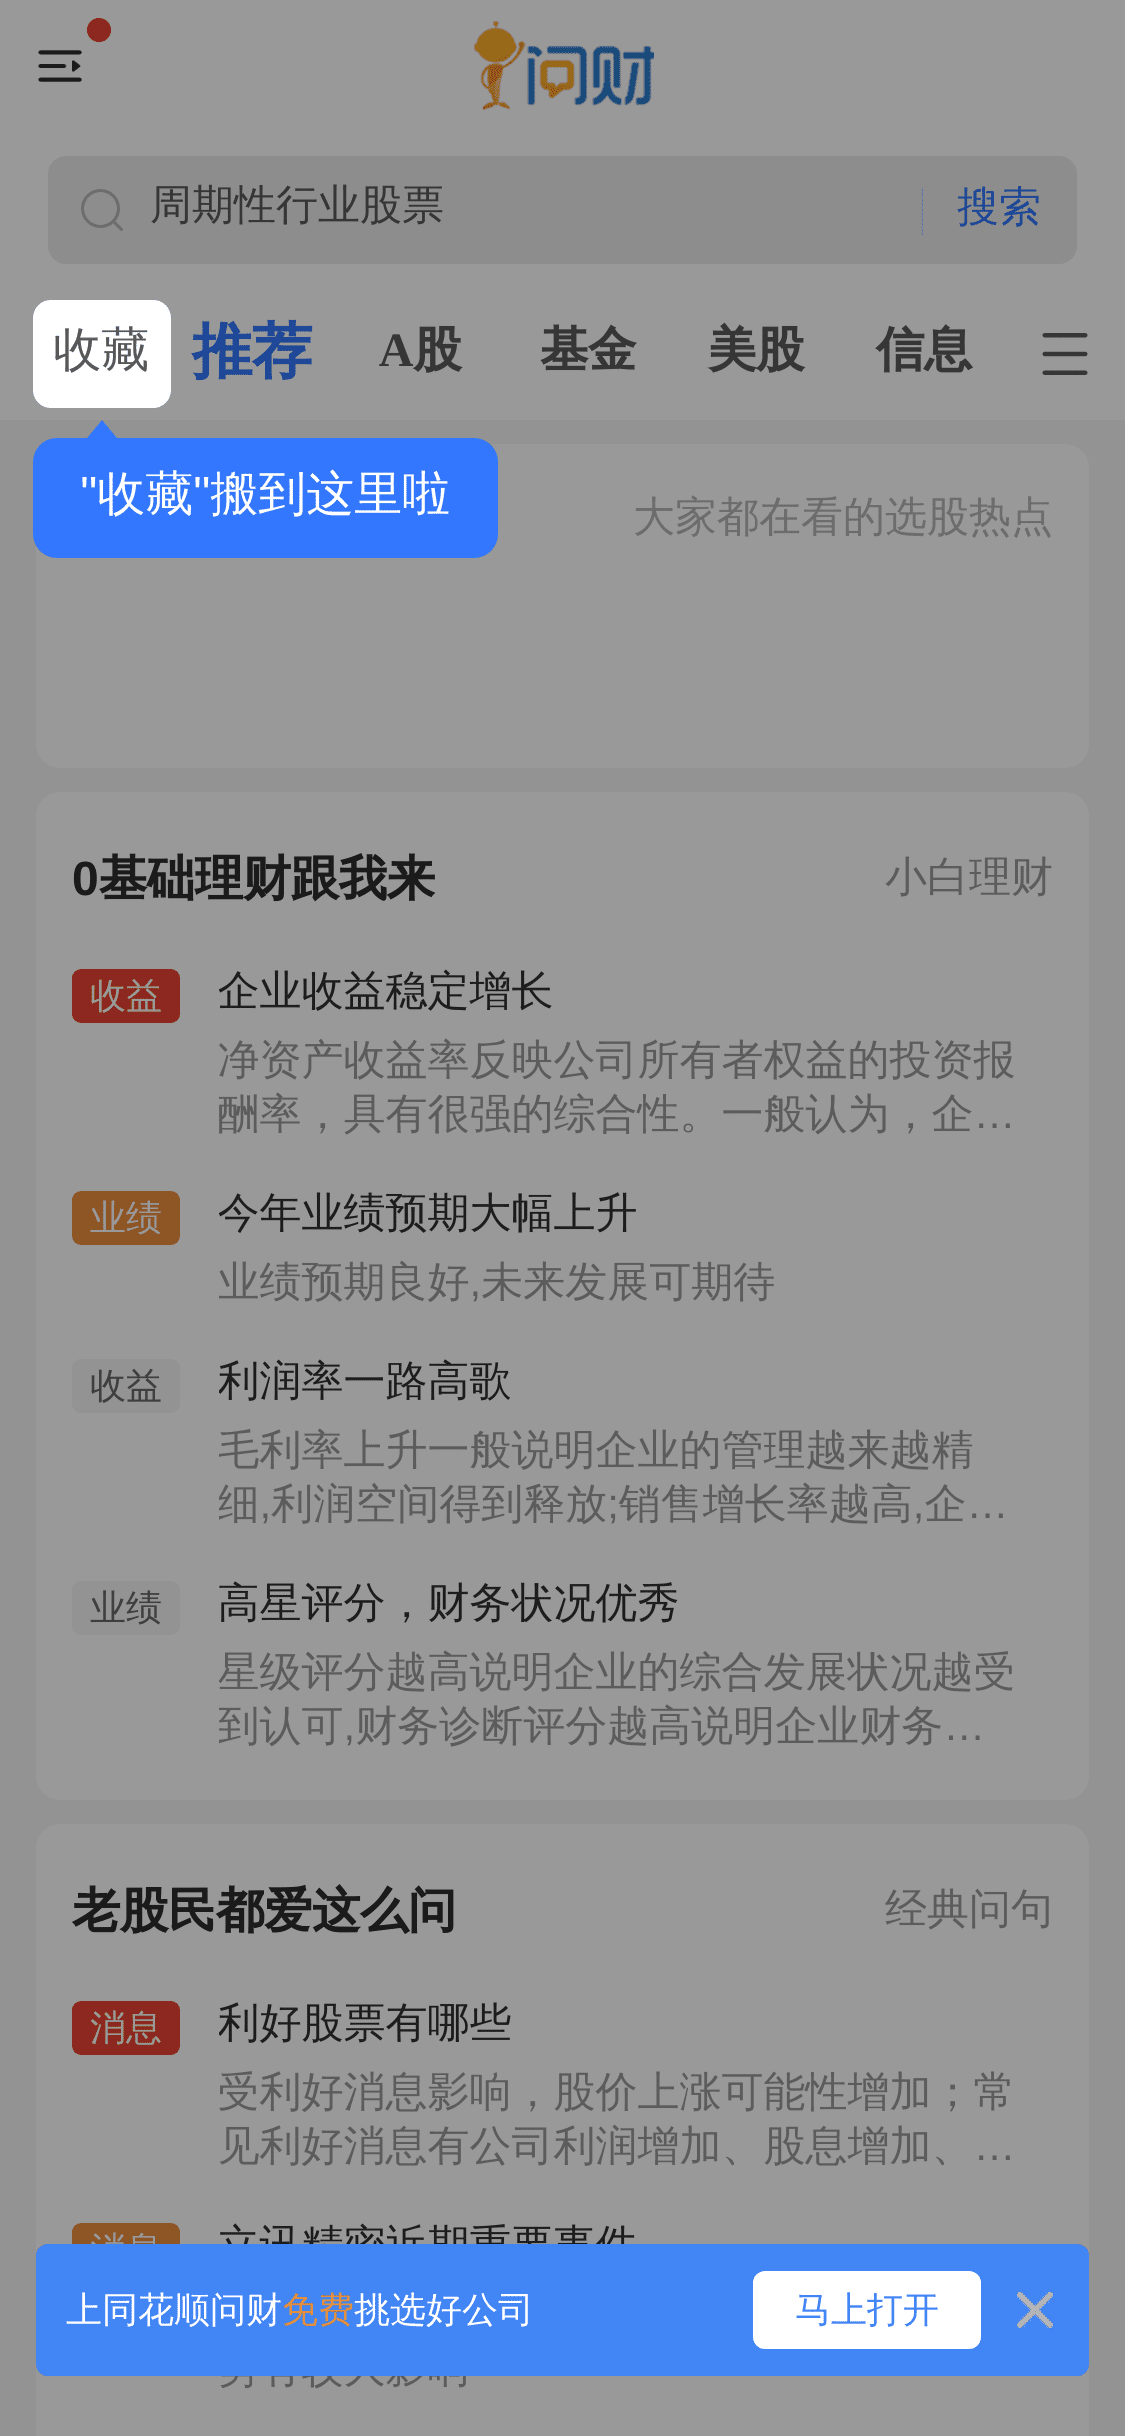 问财
周期性行业股票
搜索
收藏 推荐 A股 基金 美股 信息
"收藏"搬到这里啦
大家都在看的选股热点
0基础理财跟我来
小白理财
收益 企业收益稳定增长
净资产收益率反映公司所有者权益的投资报
酬率，具有很强的综合性。一般认为，企…
业绩 今年业绩预期大幅上升
业绩预期良好,未来发展可期待
收益 利润率一路高歌
毛利率上升一般说明企业的管理越来越精
细,利润空间得到释放;销售增长率越高,企…
业绩 高星评分，财务状况优秀
星级评分越高说明企业的综合发展状况越受
到认可,财务诊断评分越高说明企业财务…
老股民都爱这么问
经典问句
消息 利好股票有哪些
受利好消息影响，股价上涨可能性增加；常
见利好消息有公司利润增加、股息增加、…
消息 立讯精密近期重要事件
上同花顺问财免费挑选好公司
马上打开